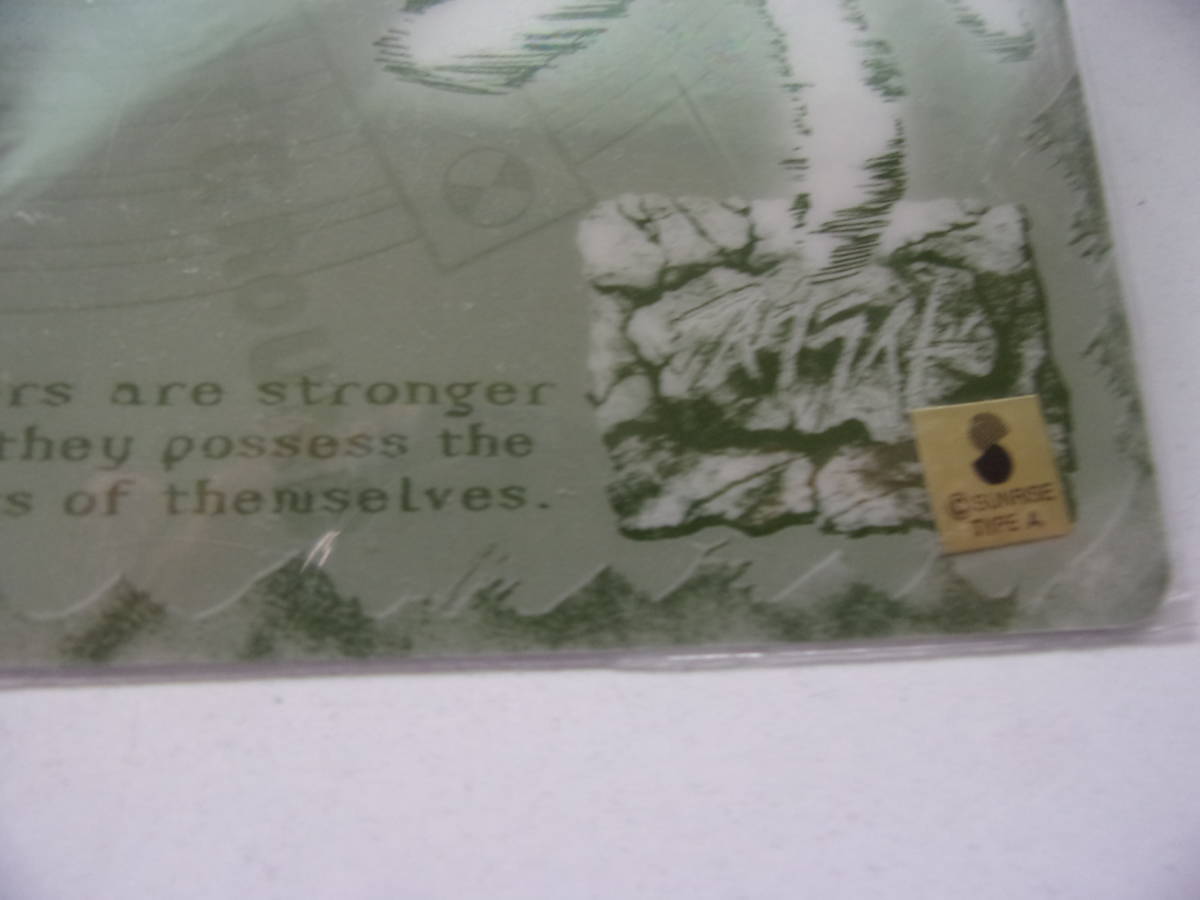 rs are stronger
they possess the
s of themselves.
© SUNRISE
TYPE A